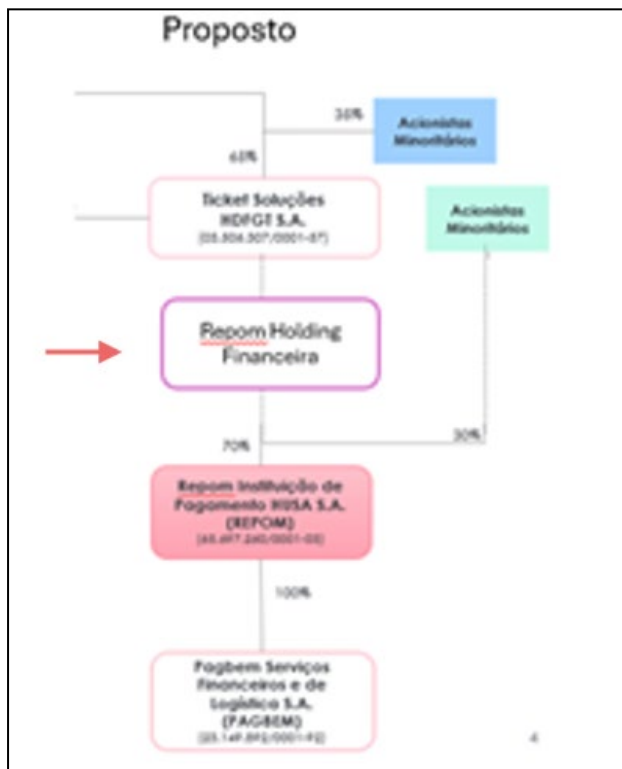 Proposto
35%
Acionistas
Minoritários
65%
Ticket Soluções
HDFGT S.A.
Acionistas
Minoritários
Repom Holding
Financeira
70%
30%
Repom Instituição de
Pagamento
S.A.
(REPOM)
100%
Pagbem Serviços
Financeiros e de
Logística S.A.
(PAGBEM)
4